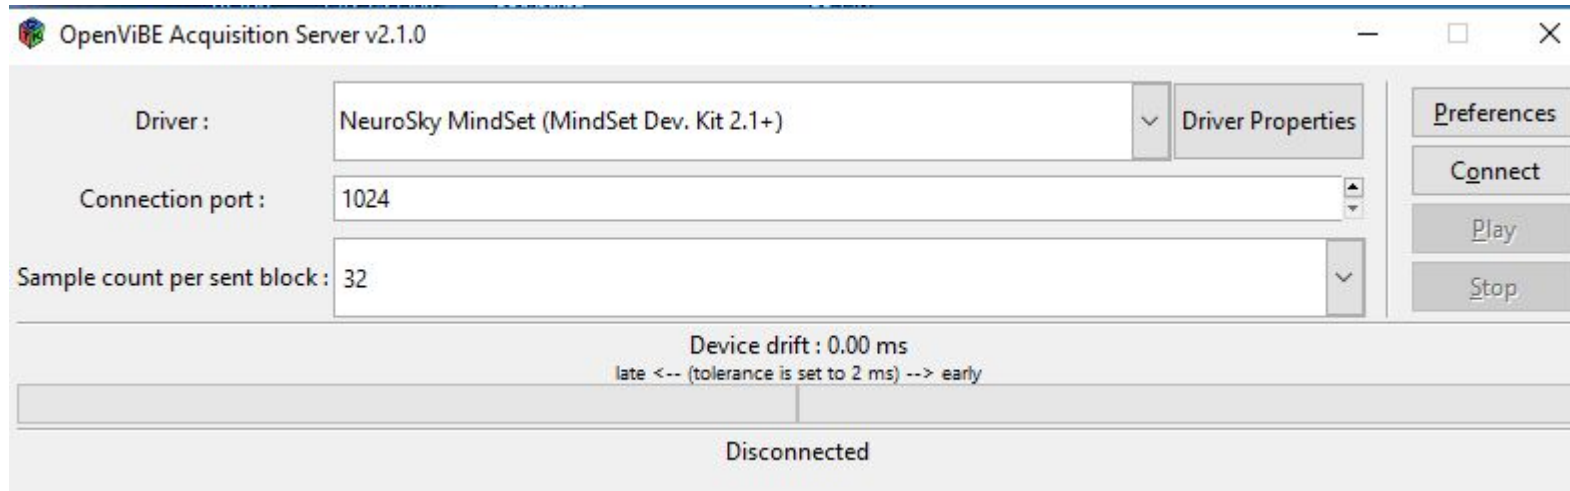 OpenViBE Acquisition Server v2.1.0
Driver :
NeuroSky MindSet (MindSet Dev. Kit 2.1+)
Driver Properties
Preferences
Connection port :
1024
Connect
Play
Sample count per sent block :
32
Stop
Device drift : 0.00 ms
late <-- (tolerance is set to 2 ms) --> early
Disconnected